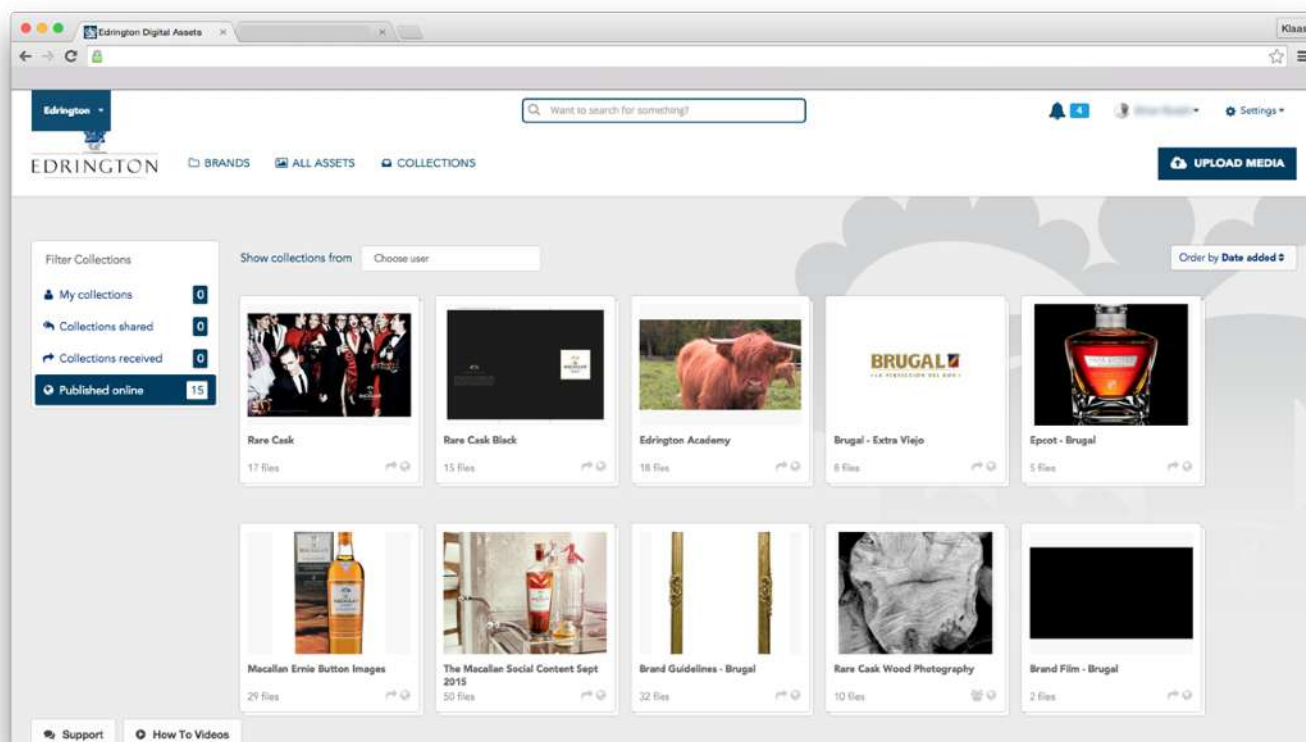 Edrington Digital Assets
Klaas
Edrington
Want to search for something?
4
Settings
EDRINGTON
BRANDS
ALL ASSETS
COLLECTIONS
UPLOAD MEDIA
Filter Collections
My collections 0
Collections shared 0
Collections received 0
Published online 15
Show collections from
Choose user
Order by Date added
BRUGAL
Rare Cask
17 files
Rare Cask Black
15 files
Edrington Academy
18 files
Brugal - Extra Viejo
6 files
Epcot - Brugal
5 files
MACALLAN
Macallan Ernie Button Images
29 files
The Macallan Social Content Sept
2015
50 files
Brand Guidelines - Brugal
32 files
Rare Cask Wood Photography
10 files
Brand Film - Brugal
2 files
Support
How To Videos